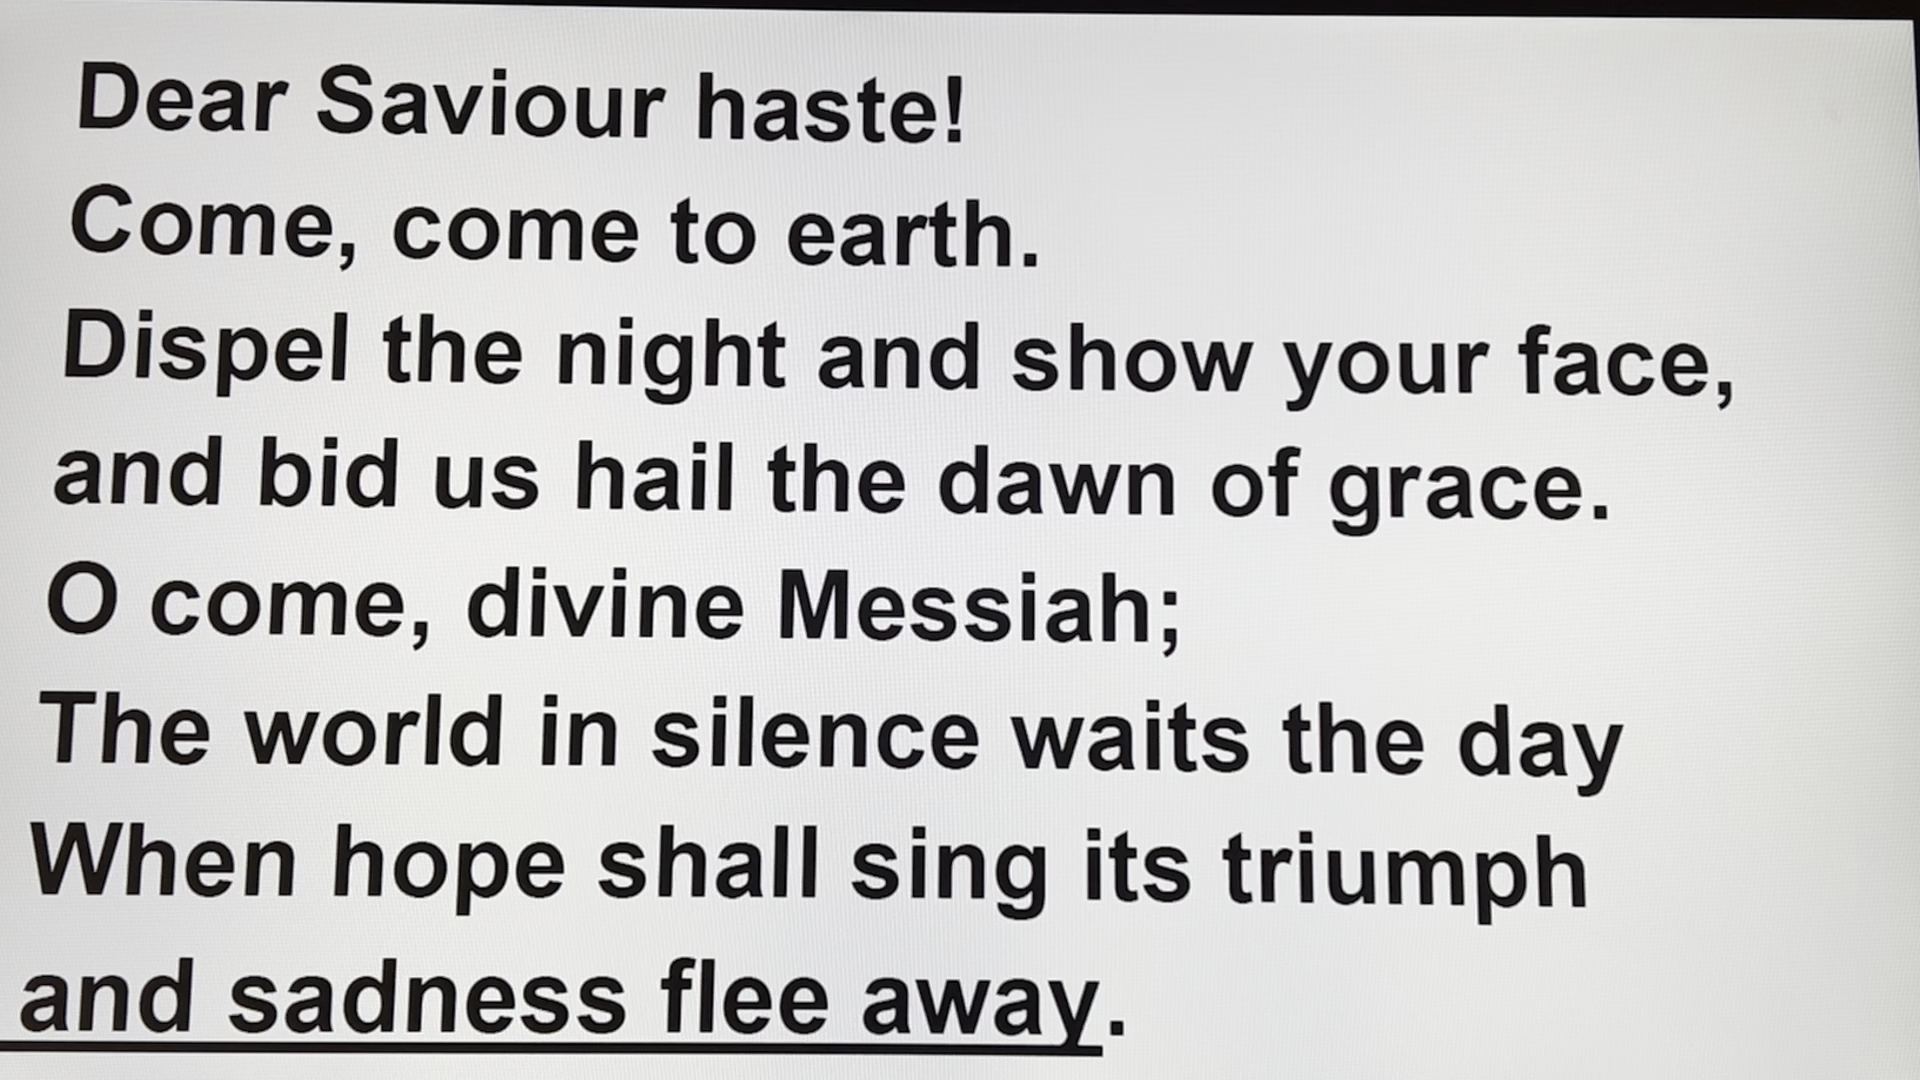 Dear Saviour haste!
Come, come to earth.
Dispel the night and show your face,
and bid us hail the dawn of grace.
O come, divine Messiah;
The world in silence waits the day
When hope shall sing its triumph
and sadness flee away.